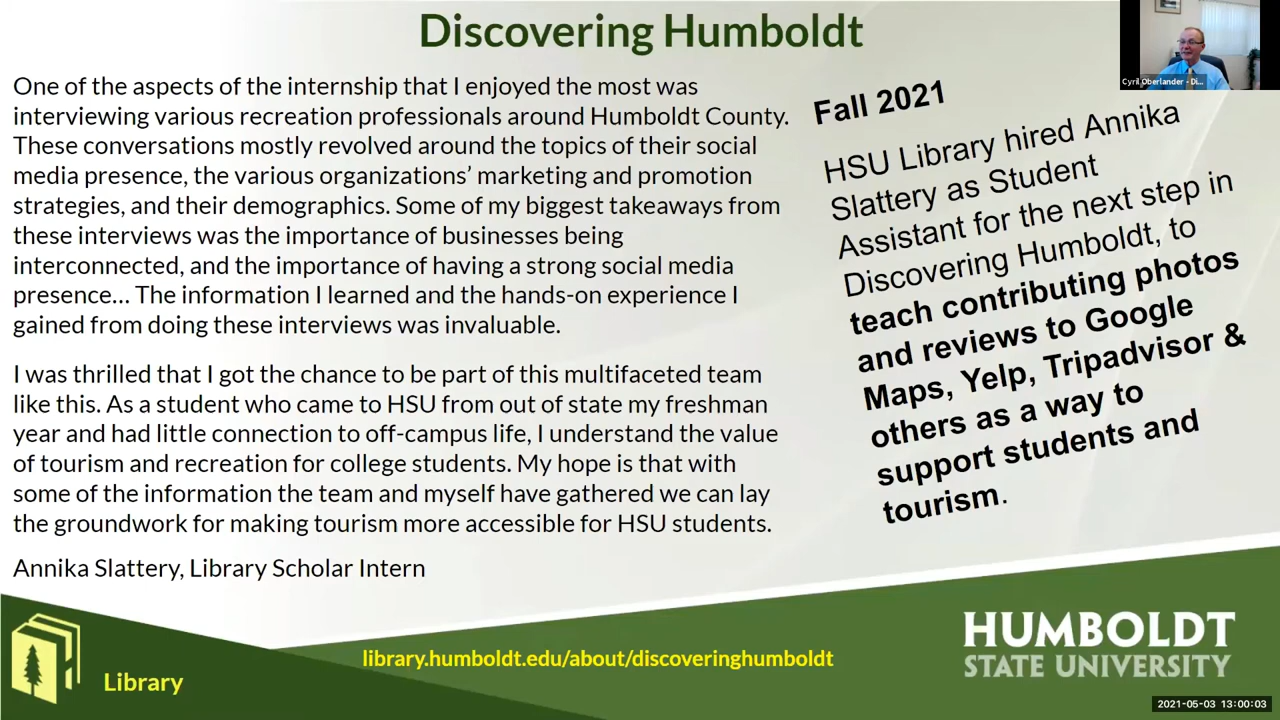 Discovering Humboldt
One of the aspects of the internship that I enjoyed the most was
interviewing various recreation professionals around Humboldt County.
These conversations mostly revolved around the topics of their social
media presence, the various organizations’ marketing and promotion
strategies, and their demographics. Some of my biggest takeaways from
these interviews was the importance of businesses being
interconnected, and the importance of having a strong social media
presence... The information I learned and the hands-on experience I
gained from doing these interviews was invaluable.
I was thrilled that I got the chance to be part of this multifaceted team
like this. As a student who came to HSU from out of state my freshman
year and had little connection to off-campus life, I understand the value
of tourism and recreation for college students. My hope is that with
some of the information the team and myself have gathered we can lay
the groundwork for making tourism more accessible for HSU students.
Annika Slattery, Library Scholar Intern
Fall 2021
HSU Library hired Annika
Slattery as Student
Assistant for the next step in
Discovering Humboldt, to
teach contributing photos
and reviews to Google
Maps, Yelp, Tripadvisor &
others as a way to
support students and
tourism.
Cyril Oberlander - Di...
Library
library.humboldt.edu/about/discoveringhumboldt
HUMBOLDT
STATE UNIVERSITY
2021-05-03 13:00:03